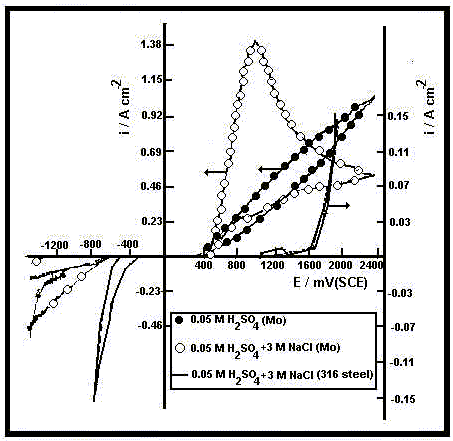 i / A cm2
1.38
1.15
0.92
0.69
0.46
0.23
-0.23
-0.46
i / A cm2
0.15
0.11
0.07
0.03
-0.03
-0.07
-0.11
-0.15
-1200 -400 400 800 1200 1600 2000 2400
E / mV(SCE)
0.05 M H2SO4 (Mo)
0.05 M H2SO4 +3 M NaCl (Mo)
0.05 M H2SO4 +3 M NaCl (316 steel)